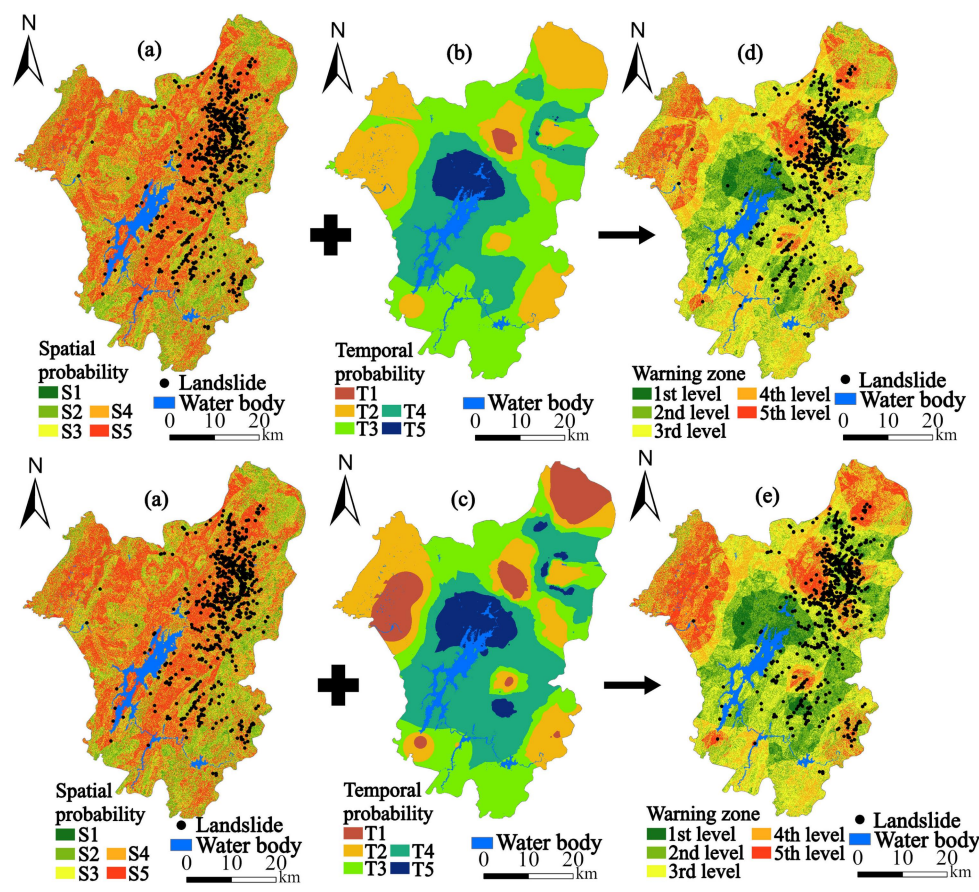 N
(a)
Spatial
probability
S1
S2
S3
S4
S5
Landslide
Water body
0 10 20
km
N
(b)
Temporal
probability
T1
T2
T3
T4
T5
Water body
0 10 20
km
N
(d)
Warning zone
1st level
2nd level
3rd level
4th level
5th level
Landslide
Water body
0 10 20
km
N
(a)
Spatial
probability
S1
S2
S3
S4
S5
Landslide
Water body
0 10 20
km
N
(c)
Temporal
probability
T1
T2
T3
T4
T5
Water body
0 10 20
km
N
(e)
Warning zone
1st level
2nd level
3rd level
4th level
5th level
Landslide
Water body
0 10 20
km